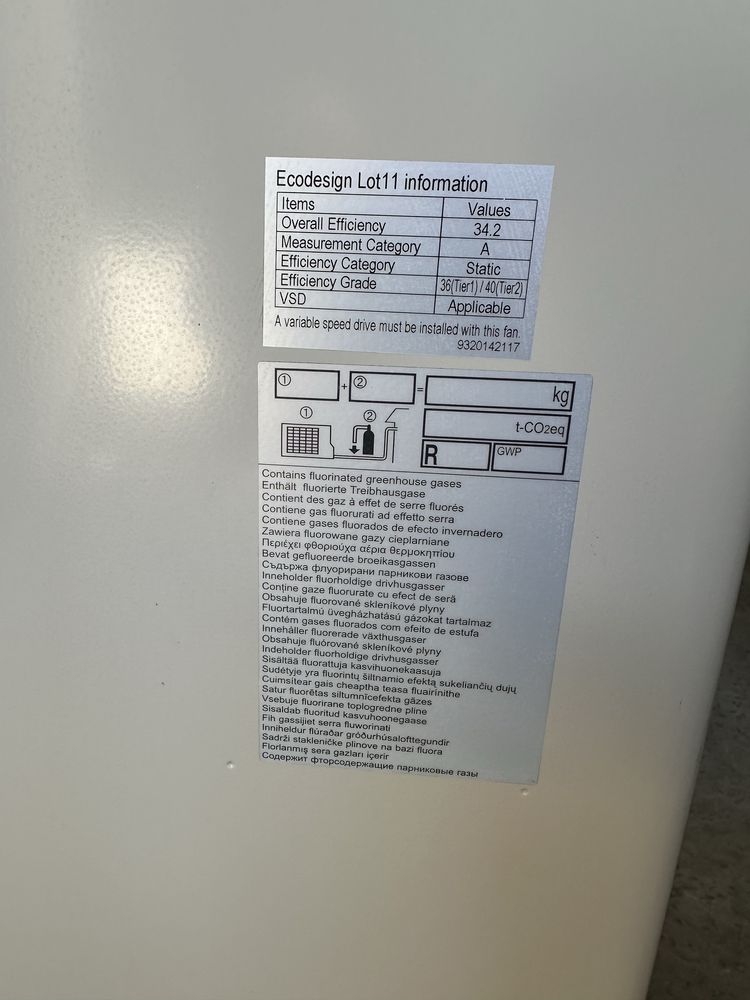 Ecodesign Lot11 information
Items Values
Overall Efficiency 34.2
Measurement Category A
Efficiency Category Static
Efficiency Grade 36(Tier1) / 40(Tier2)
VSD Applicable
A variable speed drive must be installed with this fan.
9320142117
① + ② = kg
① ② t-CO2eq
R GWP
Contains fluorinated greenhouse gases
Enthält fluorierte Treibhausgase
Contient des gaz à effet de serre fluorés
Contiene gas fluorurati ad effetto serra
Contiene gases fluorados de efecto invernadero
Zawiera fluorowane gazy cieplarniane
Περιέχει φθοριούχα αέρια θερμοκηπίου
Bevat gefluoreerde broeikasgassen
Съдържа флуорирани парникови газове
Inneholder fluorholdige drivhusgasser
Conţine gaze fluorurate cu efect de seră
Obsahuje fluorované skleníkové plyny
Fluortartalmú üvegházhatású gázokat tartalmaz
Contém gases fluorados com efeito de estufa
Innehåller fluorerade växthusgaser
Obsahuje fluórované skleníkové plyny
Indeholder fluorholdige drivhusgasser
Sisältää fluorattuja kasvihuonekaasuja
Sudėtyje yra fluorintų šiltnamio efektą sukeliančių dujų
Cuimsítear gais cheaptha teasa fluairínithe
Satur fluorētas siltumnīcefekta gāzes
Vsebuje fluorirane toplogredne pline
Sisaldab fluoritud kasvuhoonegaase
Fih gassijiet serra fluworinati
Inniheldur flúraðar gróðurhúsalofttegundir
Sadrži stakleničke plinove na bazi fluora
Florlanmış sera gazları içerir
Содержит фторсодержащие парниковые газы